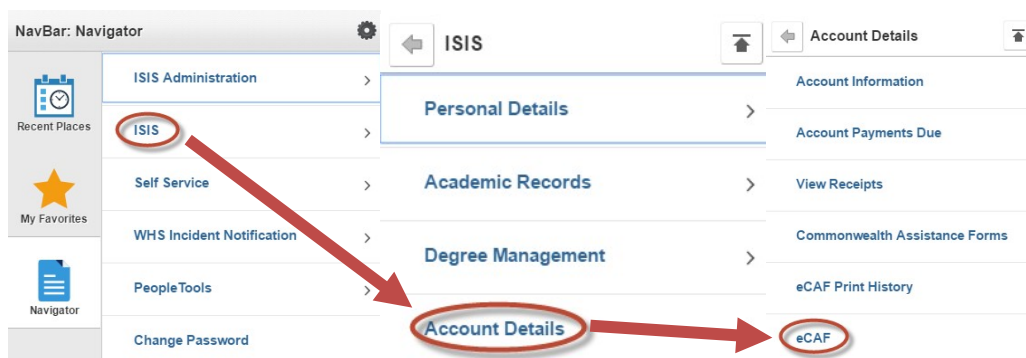 NavBar: Navigator
Recent Places
My Favorites
Navigator
ISIS Administration
ISIS
Self Service
WHS Incident Notification
PeopleTools
Change Password
ISIS
Personal Details
Academic Records
Degree Management
Account Details
Account Details
Account Information
Account Payments Due
View Receipts
Commonwealth Assistance Forms
eCAF Print History
eCAF